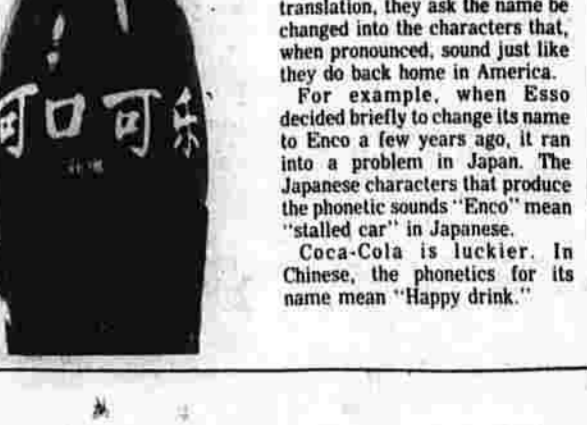 可口可乐
translation, they ask the name be
changed into the characters that,
when pronounced, sound just like
they do back home in America.
For example, when Esso
decided briefly to change its name
to Enco a few years ago, it ran
into a problem in Japan. The
Japanese characters that produce
the phonetic sounds "Enco" mean
"stalled car" in Japanese.
Coca-Cola is luckier. In
Chinese, the phonetics for its
name mean "Happy drink."